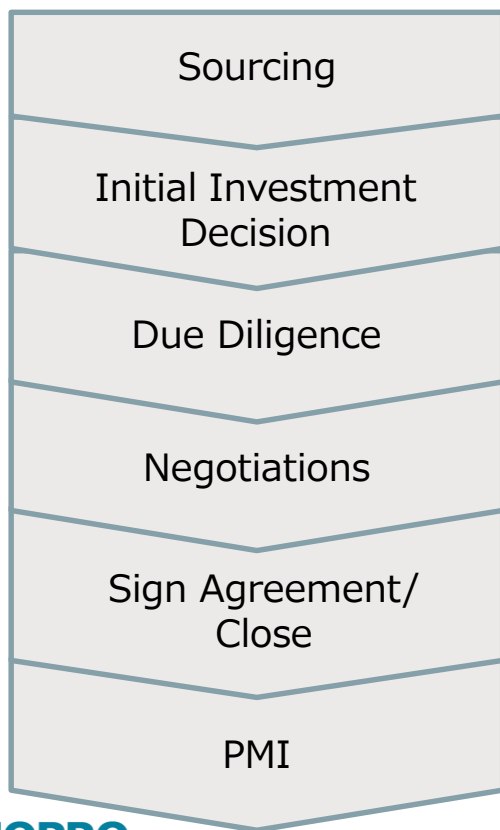 Sourcing
Initial Investment
Decision
Due Diligence
Negotiations
Sign Agreement/
Close
PMI